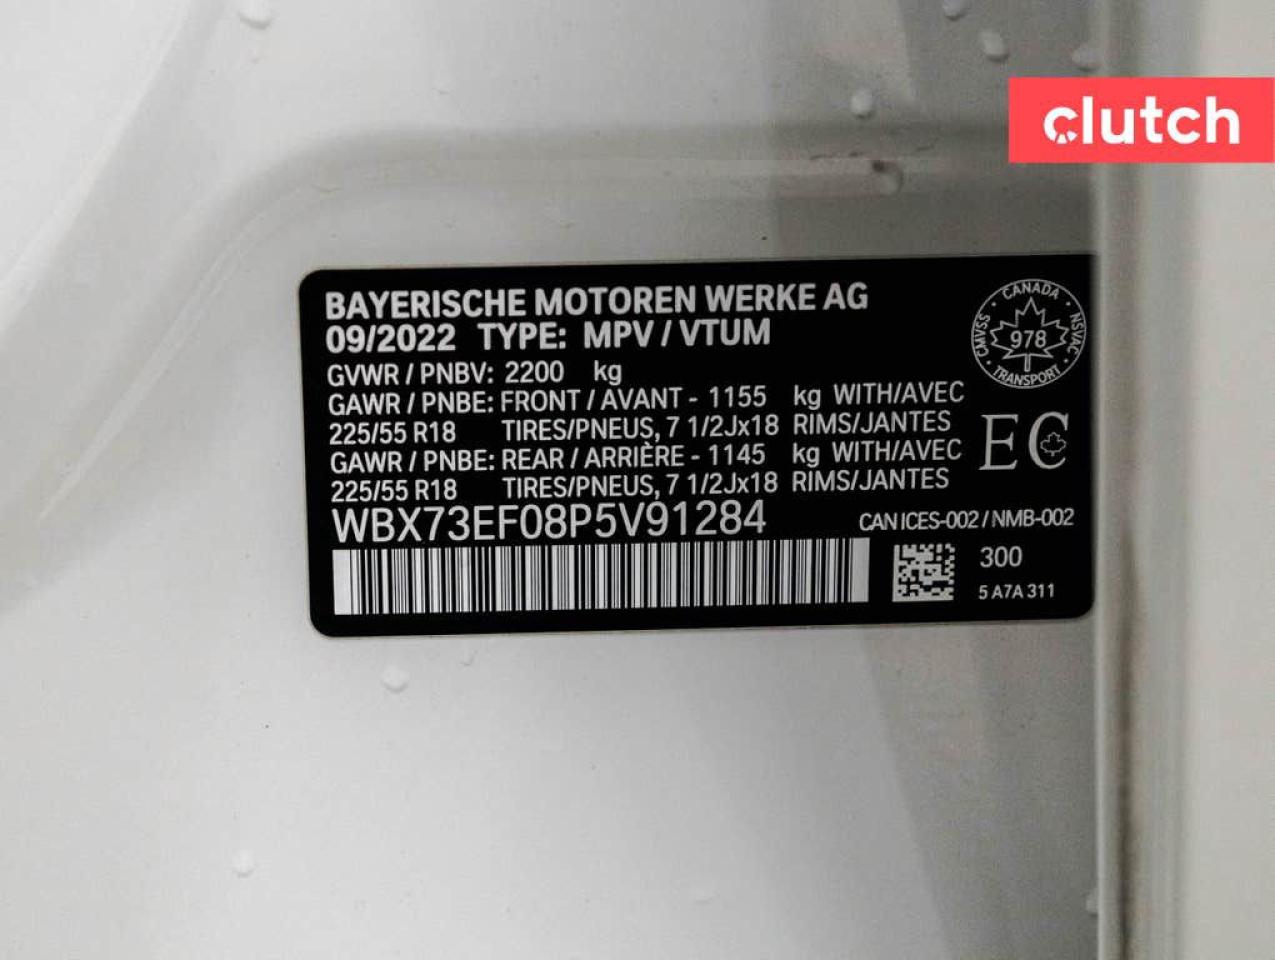 clutch
BAYERISCHE MOTOREN WERKE AG
09/2022 TYPE: MPV / VTUM
GVWR / PNBV: 2200 kg
GAWR / PNBE: FRONT / AVANT - 1155 kg WITH/AVEC
225/55 R18 TIRES/PNEUS, 7 1/2Jx18 RIMS/JANTES
GAWR / PNBE: REAR / ARRIÈRE - 1145 kg WITH/AVEC
225/55 R18 TIRES/PNEUS, 7 1/2Jx18 RIMS/JANTES
WBX73EF08P5V91284
CAN ICES-002 / NMB-002
300
5 A7A 311
CANADA
CMVSS
978
NSVAC
TRANSPORT
EC